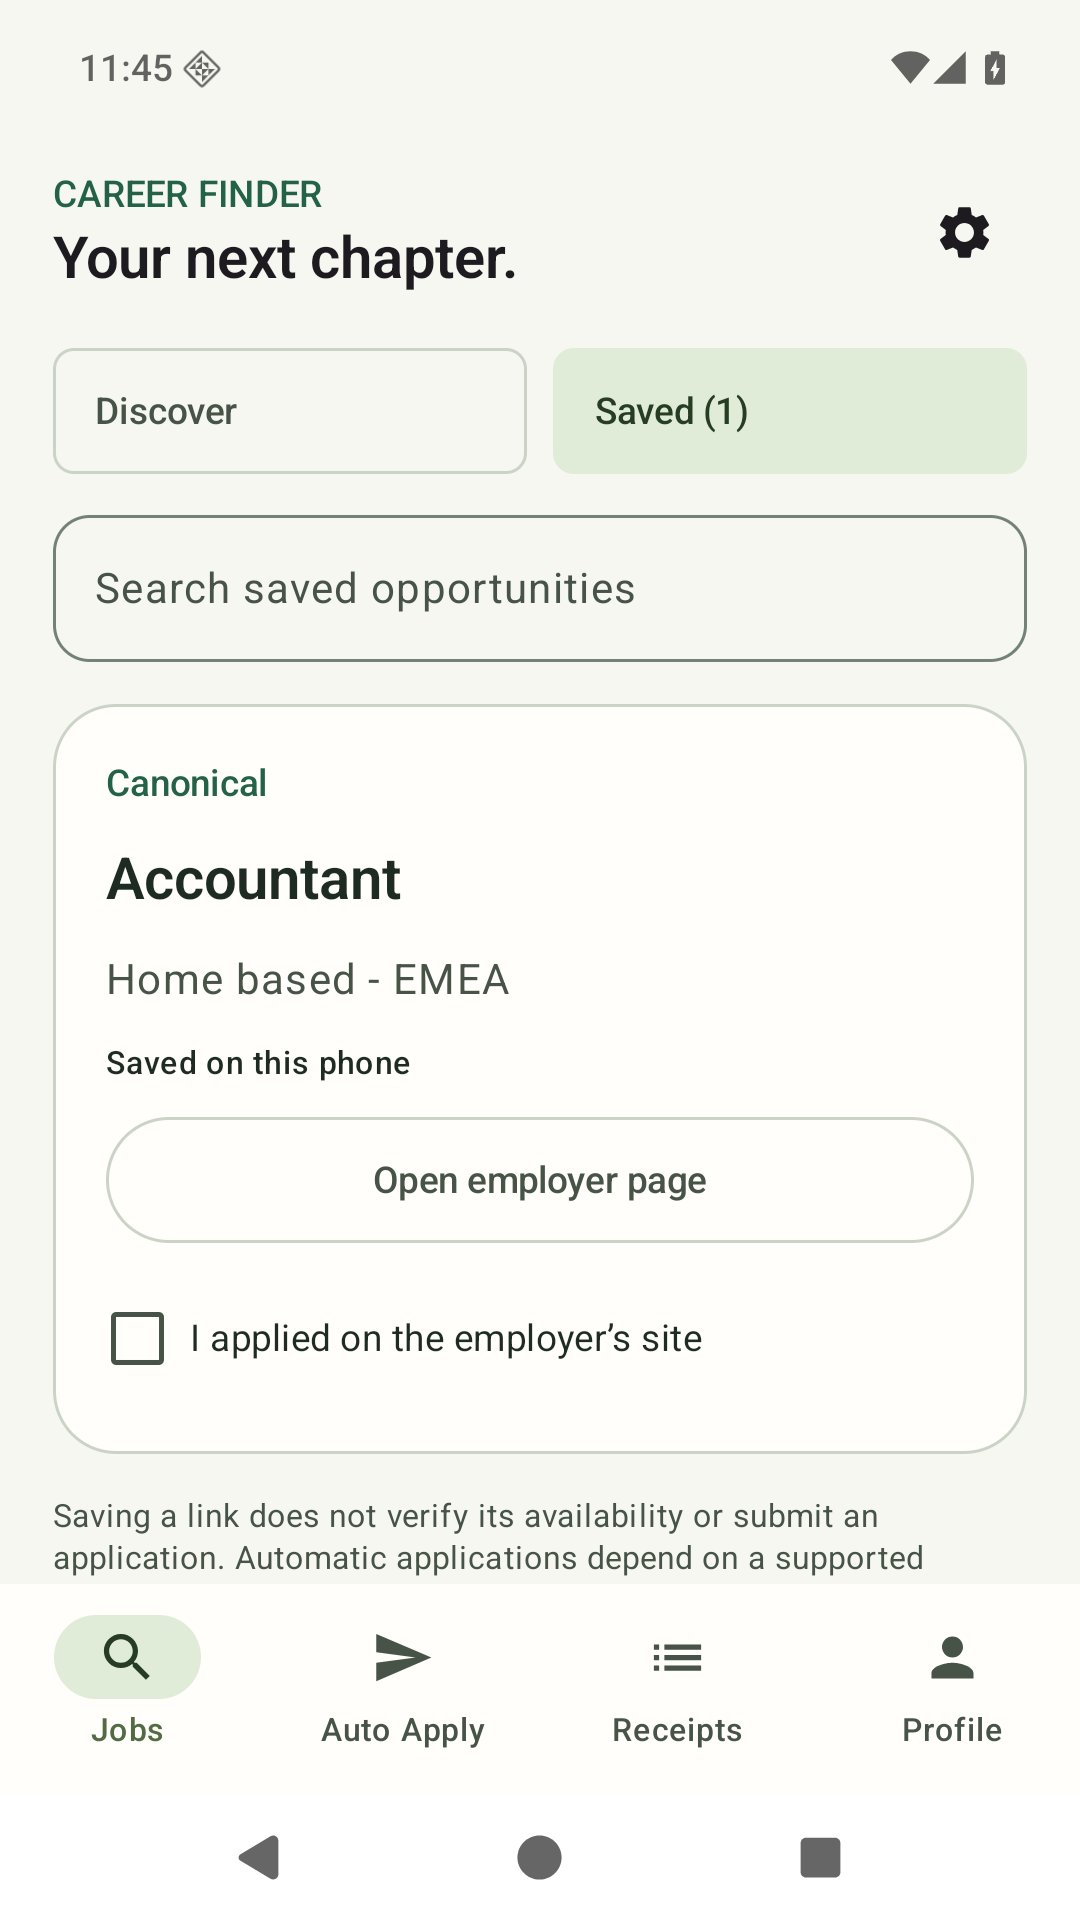 11:45
CAREER FINDER
Your next chapter.
Discover
Saved (1)
Search saved opportunities
Canonical
Accountant
Home based - EMEA
Saved on this phone
Open employer page
I applied on the employer’s site
Saving a link does not verify its availability or submit an
application. Automatic applications depend on a supported
Jobs
Auto Apply
Receipts
Profile